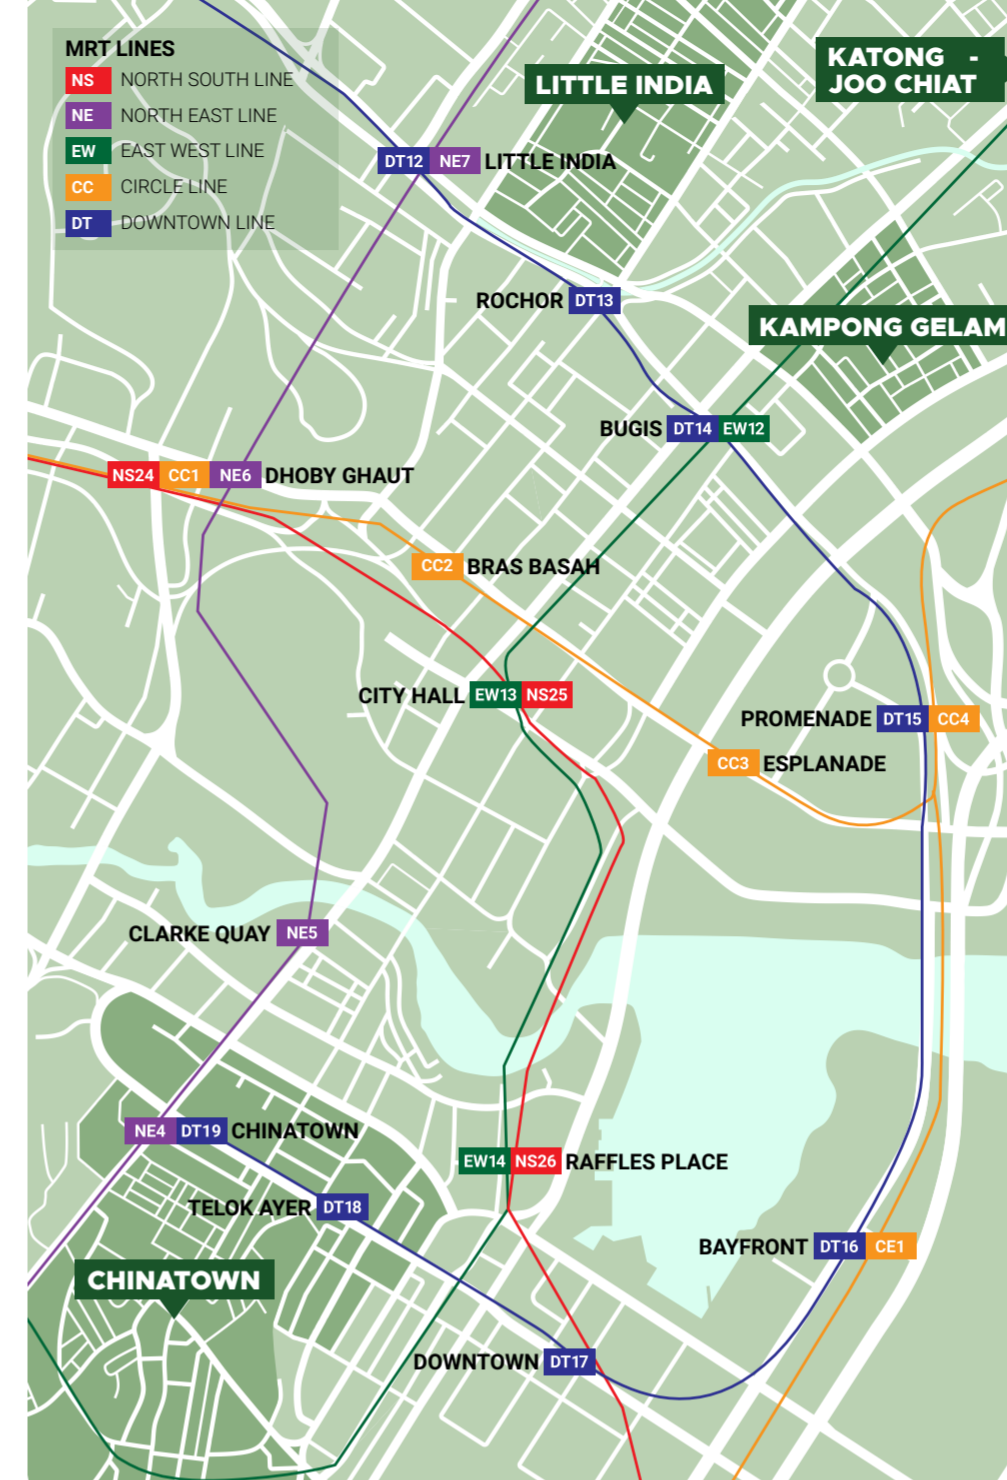 MRT LINES
NS NORTH SOUTH LINE
NE NORTH EAST LINE
EW EAST WEST LINE
CC CIRCLE LINE
DT DOWNTOWN LINE
LITTLE INDIA
KATONG -
JOO CHIAT
DT12 NE7 LITTLE INDIA
ROCHOR DT13
KAMPONG GELAM
BUGIS DT14 EW12
NS24 CC1 NE6 DHOBY GHAUT
CC2 BRAS BASAH
CITY HALL EW13 NS25
PROMENADE DT15 CC4
CC3 ESPLANADE
CLARKE QUAY NE5
NE4 DT19 CHINATOWN
EW14 NS26 RAFFLES PLACE
TELOK AYER DT18
BAYFRONT DT16 CE1
CHINATOWN
DOWNTOWN DT17